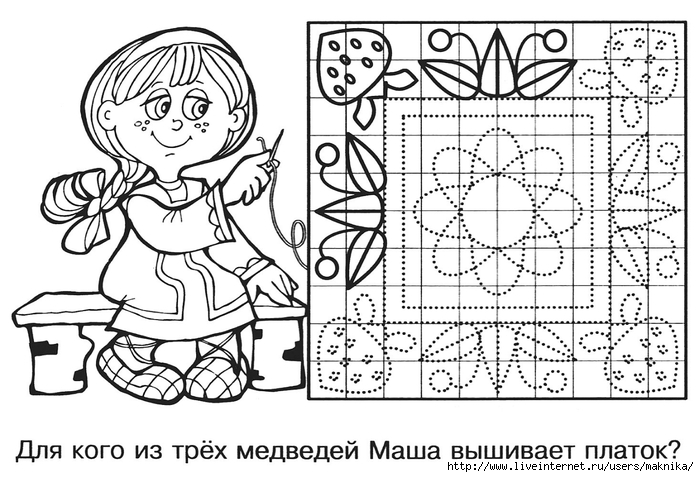 Для кого из трёх медведей Маша вышивает платок?
http://www.liveinternet.ru/users/maknika/